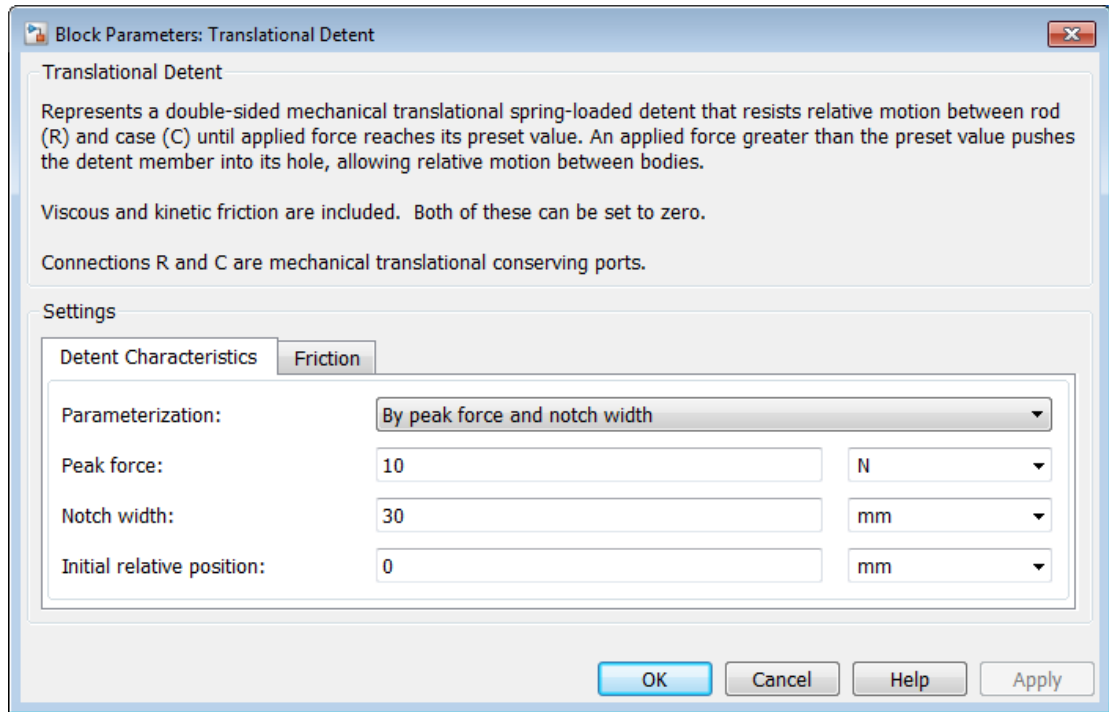 Block Parameters: Translational Detent
Translational Detent
Represents a double-sided mechanical translational spring-loaded detent that resists relative motion between rod
(R) and case (C) until applied force reaches its preset value. An applied force greater than the preset value pushes
the detent member into its hole, allowing relative motion between bodies.
Viscous and kinetic friction are included.  Both of these can be set to zero.
Connections R and C are mechanical translational conserving ports.
Settings
Detent Characteristics Friction
Parameterization: By peak force and notch width
Peak force: 10 N
Notch width: 30 mm
Initial relative position: 0 mm
OK Cancel Help Apply